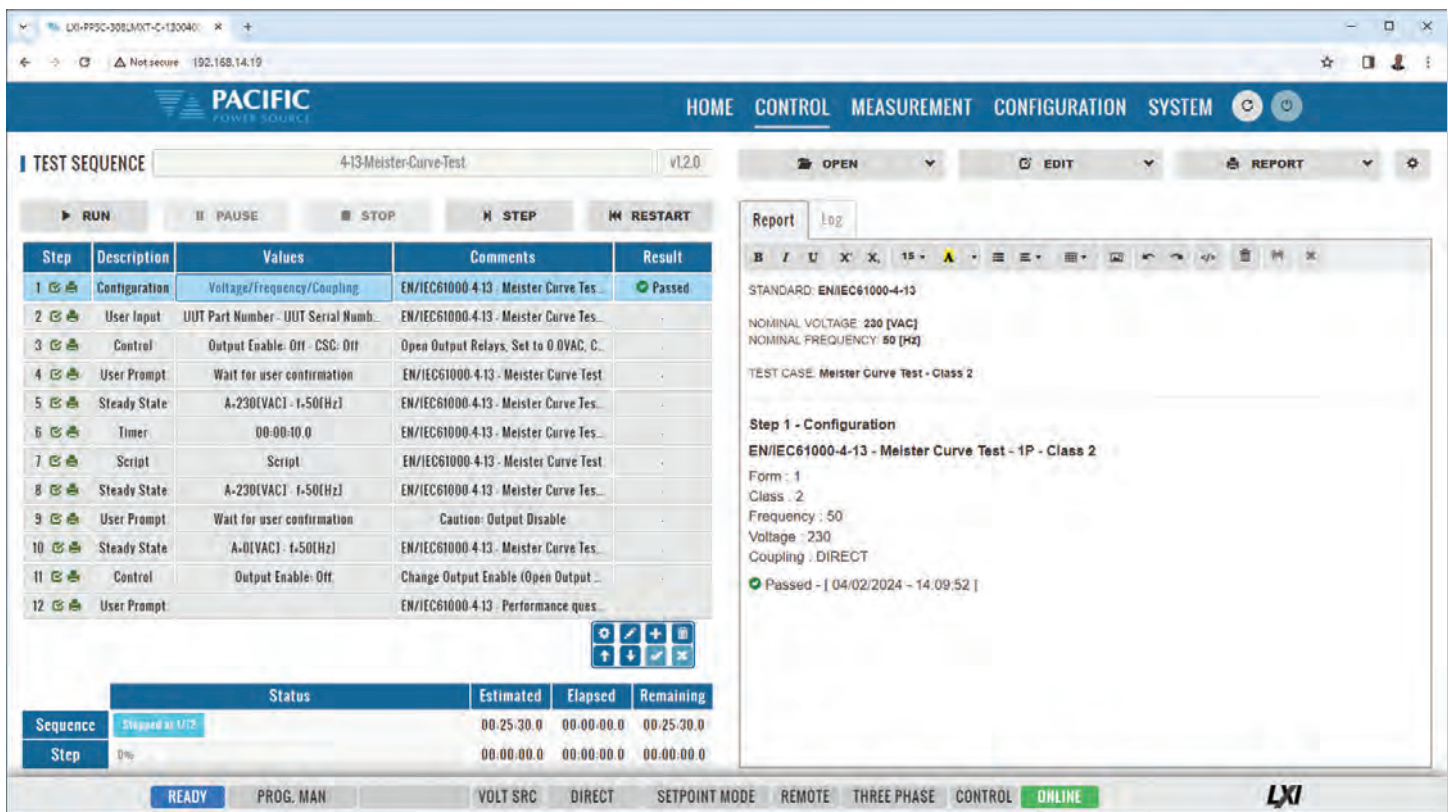 LXI-PPSC-308LMXT-C-130040
Not secure 192.168.14.19
PACIFIC
POWER SOURCE
HOME CONTROL MEASUREMENT CONFIGURATION SYSTEM
TEST SEQUENCE 4-13-Meister-Curve-Test v1.2.0
OPEN EDIT REPORT
RUN PAUSE STOP STEP RESTART
Step Description Values Comments Result
1 Configuration Voltage/Frequency/Coupling EN/IEC61000-4-13 - Meister Curve Tes... Passed
2 User Input UUT Part Number - UUT Serial Numb... EN/IEC61000-4-13 - Meister Curve Tes... -
3 Control Output Enable: Off - CSC: Off Open Output Relays, Set to 0.0VAC, C... -
4 User Prompt Wait for user confirmation EN/IEC61000-4-13 - Meister Curve Test -
5 Steady State A=230[VAC] - f=50[Hz] EN/IEC61000-4-13 - Meister Curve Tes... -
6 Timer 00:00:10.0 EN/IEC61000-4-13 - Meister Curve Tes... -
7 Script Script EN/IEC61000-4-13 - Meister Curve Test -
8 Steady State A=230[VAC] - f=50[Hz] EN/IEC61000-4-13 - Meister Curve Tes... -
9 User Prompt Wait for user confirmation Caution: Output Disable -
10 Steady State A=0[VAC] - f=50[Hz] EN/IEC61000-4-13 - Meister Curve Tes... -
11 Control Output Enable: Off Change Output Enable (Open Output ... -
12 User Prompt EN/IEC61000-4-13 - Performance ques...
Status Estimated Elapsed Remaining
Sequence Stopped at 1/12 00:25:30.0 00:00:00.0 00:25:30.0
Step 0% 00:00:00.0 00:00:00.0 00:00:00.0
Report Log
B I U X X 15 A
STANDARD: EN/IEC61000-4-13
NOMINAL VOLTAGE: 230 [VAC]
NOMINAL FREQUENCY: 50 [Hz]
TEST CASE: Meister Curve Test - Class 2
Step 1 - Configuration
EN/IEC61000-4-13 - Meister Curve Test - 1P - Class 2
Form : 1
Class : 2
Frequency : 50
Voltage : 230
Coupling : DIRECT
Passed - [ 04/02/2024 - 14:09:52 ]
READY PROG. MAN VOLT SRC DIRECT SETPOINT MODE REMOTE THREE PHASE CONTROL ONLINE LXI